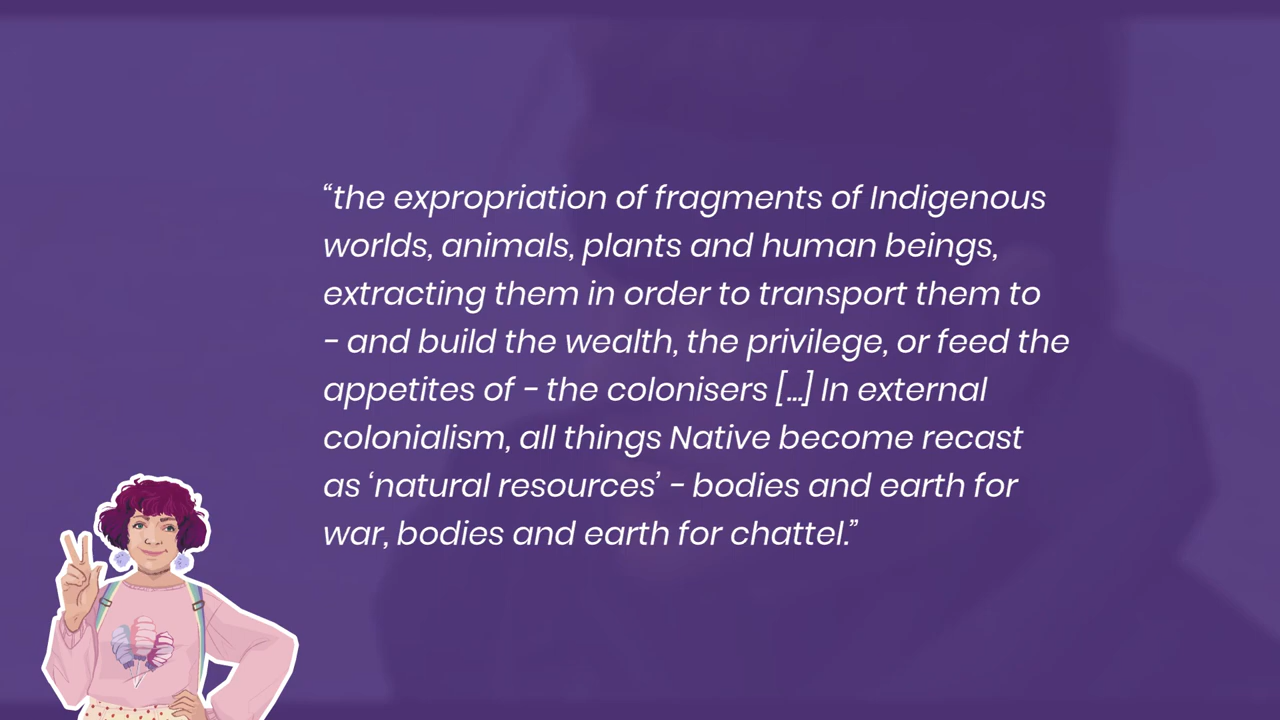 “the expropriation of fragments of Indigenous
worlds, animals, plants and human beings,
extracting them in order to transport them to
– and build the wealth, the privilege, or feed the
appetites of – the colonisers [...] In external
colonialism, all things Native become recast
as ‘natural resources’ – bodies and earth for
war, bodies and earth for chattel.”